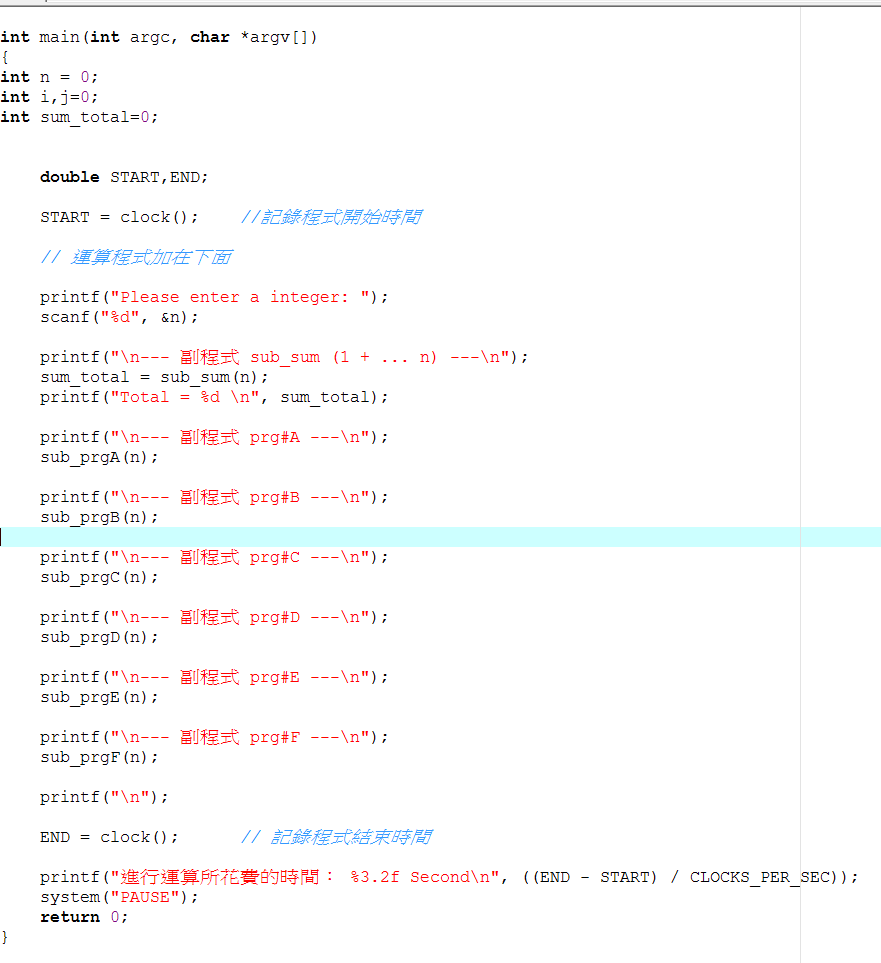 int main(int argc, char *argv[])
{
int n = 0;
int i,j=0;
int sum_total=0;
double START,END;
START = clock(); //記錄程式開始時間
// 運算程式加在下面
printf("Please enter a integer: ");
scanf("%d", &n);
printf("\n--- 副程式 sub_sum (1 + ... n) ---\n");
sum_total = sub_sum(n);
printf("Total = %d \n", sum_total);
printf("\n--- 副程式 prg#A ---\n");
sub_prgA(n);
printf("\n--- 副程式 prg#B ---\n");
sub_prgB(n);
printf("\n--- 副程式 prg#C ---\n");
sub_prgC(n);
printf("\n--- 副程式 prg#D ---\n");
sub_prgD(n);
printf("\n--- 副程式 prg#E ---\n");
sub_prgE(n);
printf("\n--- 副程式 prg#F ---\n");
sub_prgF(n);
printf("\n");
END = clock(); // 記錄程式結束時間
printf("進行運算所花費的時間： %3.2f Second\n", ((END - START) / CLOCKS_PER_SEC));
system("PAUSE");
return 0;
}